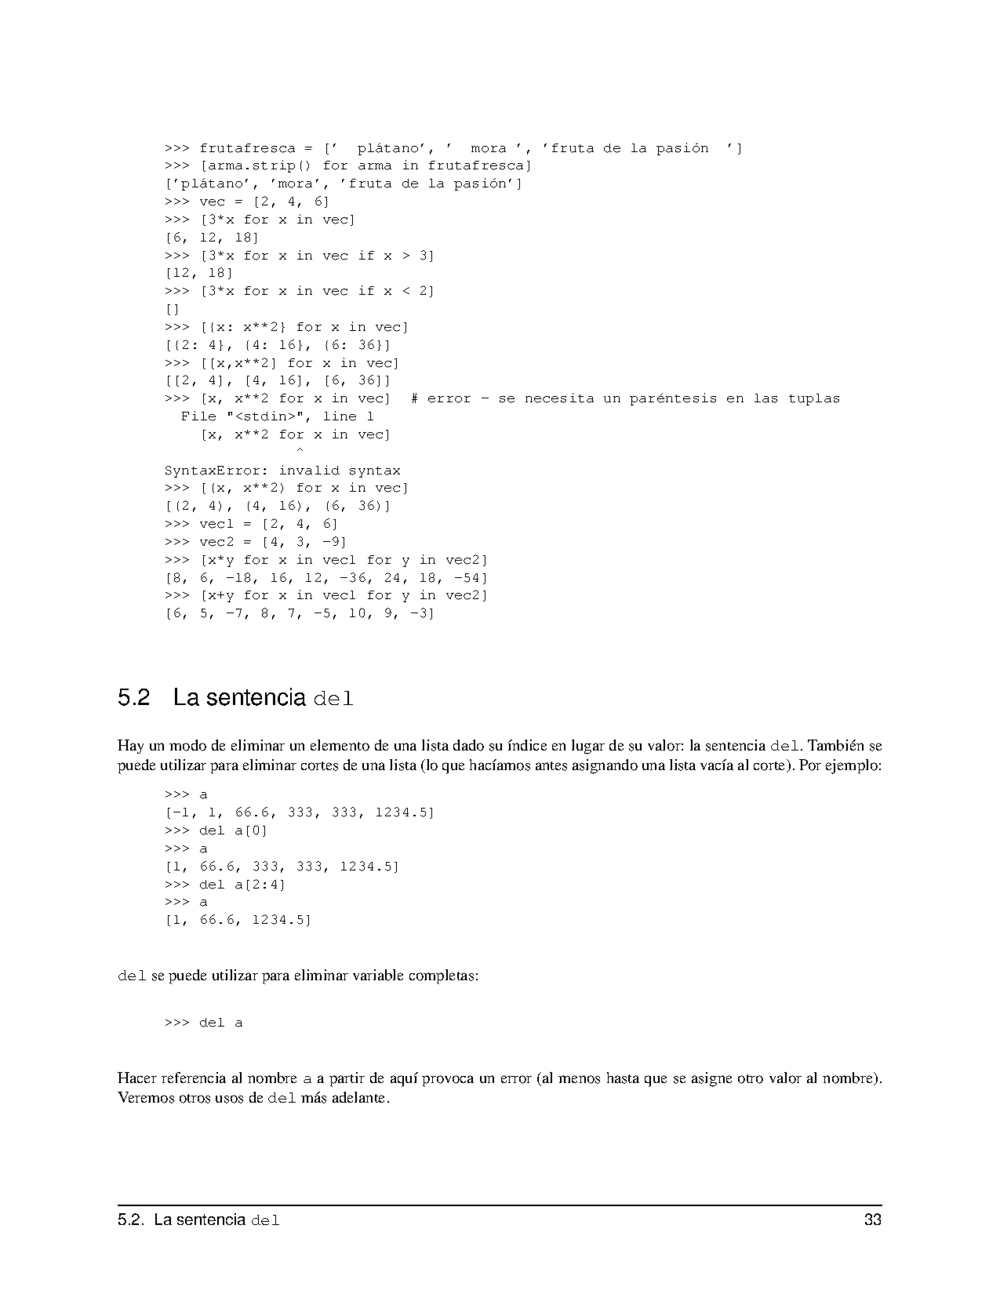 >>> frutafresca = [’  plátano’, ’  mora ’, ’fruta de la pasión  ’]
>>> [arma.strip() for arma in frutafresca]
[’plátano’, ’mora’, ’fruta de la pasión’]
>>> vec = [2, 4, 6]
>>> [3*x for x in vec]
[6, 12, 18]
>>> [3*x for x in vec if x > 3]
[12, 18]
>>> [3*x for x in vec if x < 2]
[]
>>> [{x: x**2} for x in vec]
[{2: 4}, {4: 16}, {6: 36}]
>>> [[x,x**2] for x in vec]
[[2, 4], [4, 16], [6, 36]]
>>> [x, x**2 for x in vec]  # error - se necesita un paréntesis en las tuplas
  File "<stdin>", line 1
    [x, x**2 for x in vec]
               ^
SyntaxError: invalid syntax
>>> [(x, x**2) for x in vec]
[(2, 4), (4, 16), (6, 36)]
>>> vec1 = [2, 4, 6]
>>> vec2 = [4, 3, -9]
>>> [x*y for x in vec1 for y in vec2]
[8, 6, -18, 16, 12, -36, 24, 18, -54]
>>> [x+y for x in vec1 for y in vec2]
[6, 5, -7, 8, 7, -5, 10, 9, -3]
5.2 La sentencia del
Hay un modo de eliminar un elemento de una lista dado su índice en lugar de su valor: la sentencia del. También se
puede utilizar para eliminar cortes de una lista (lo que hacíamos antes asignando una lista vacía al corte). Por ejemplo:
>>> a
[-1, 1, 66.6, 333, 333, 1234.5]
>>> del a[0]
>>> a
[1, 66.6, 333, 333, 1234.5]
>>> del a[2:4]
>>> a
[1, 66.6, 1234.5]
del se puede utilizar para eliminar variable completas:
>>> del a
Hacer referencia al nombre a a partir de aquí provoca un error (al menos hasta que se asigne otro valor al nombre).
Veremos otros usos de del más adelante.
5.2. La sentencia del 33